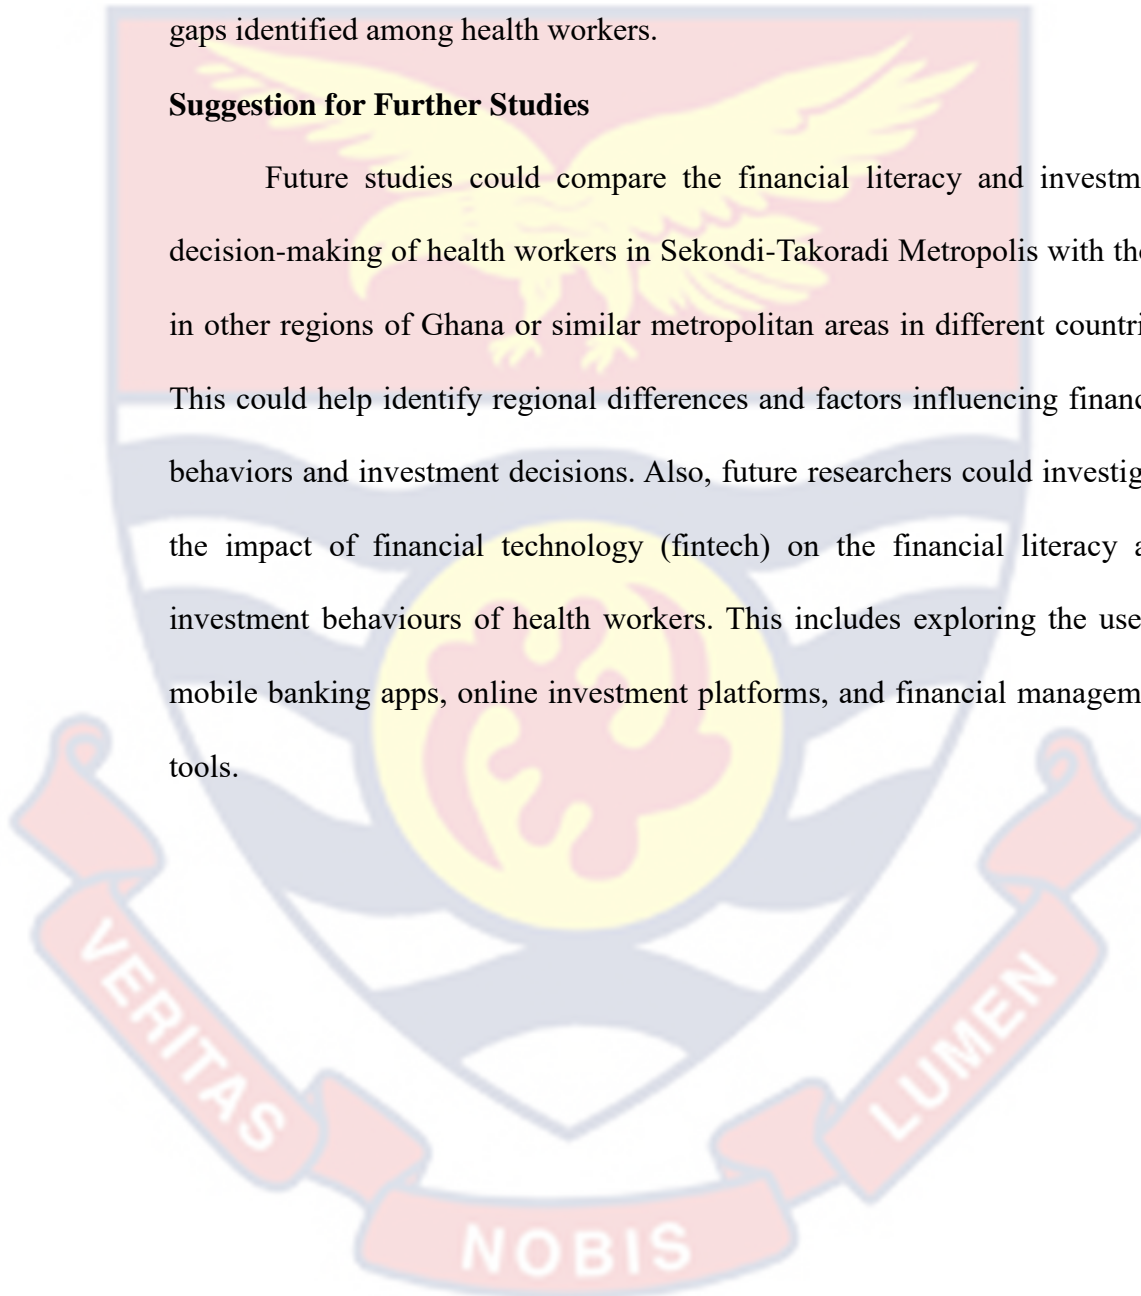 gaps identified among health workers.
Suggestion for Further Studies
Future studies could compare the financial literacy and investm
decision-making of health workers in Sekondi-Takoradi Metropolis with the
in other regions of Ghana or similar metropolitan areas in different countri
This could help identify regional differences and factors influencing financ
behaviors and investment decisions. Also, future researchers could investig
the impact of financial technology (fintech) on the financial literacy a
investment behaviours of health workers. This includes exploring the use
mobile banking apps, online investment platforms, and financial managem
tools.
VERITAS
NOBIS
LUMEN